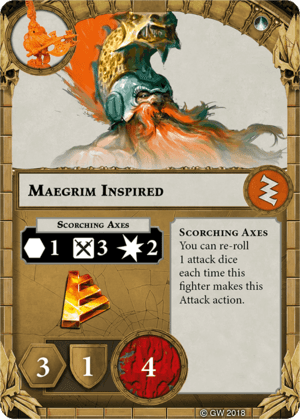 Maegrim Inspired
Scorching Axes
1 3 2
Scorching Axes
You can re-roll
1 attack dice
each time this
fighter makes this
Attack action.
3 1 4
© GW 2018